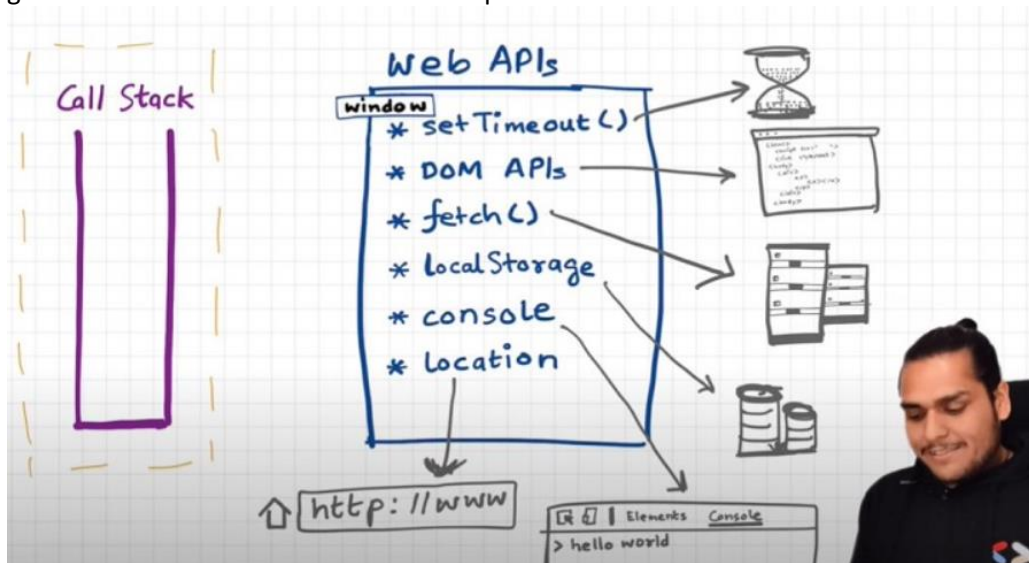 Call Stack
Web APIs
window
* setTimeout()
* DOM APIs
* fetch()
* localStorage
* console
* location
http://www
Elements Console
> hello world